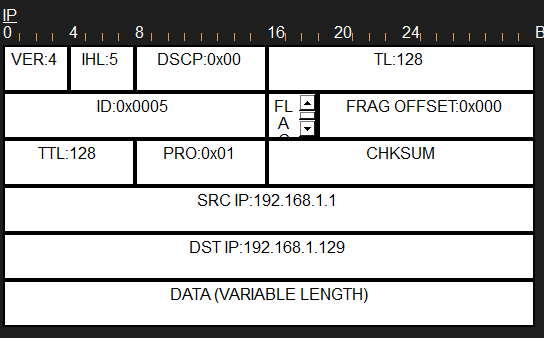 IP
0 4 8 16 20 24 B
VER:4 IHL:5 DSCP:0x00 TL:128
ID:0x0005 FL FRAG OFFSET:0x000
A
TTL:128 PRO:0x01 CHKSUM
SRC IP:192.168.1.1
DST IP:192.168.1.129
DATA (VARIABLE LENGTH)